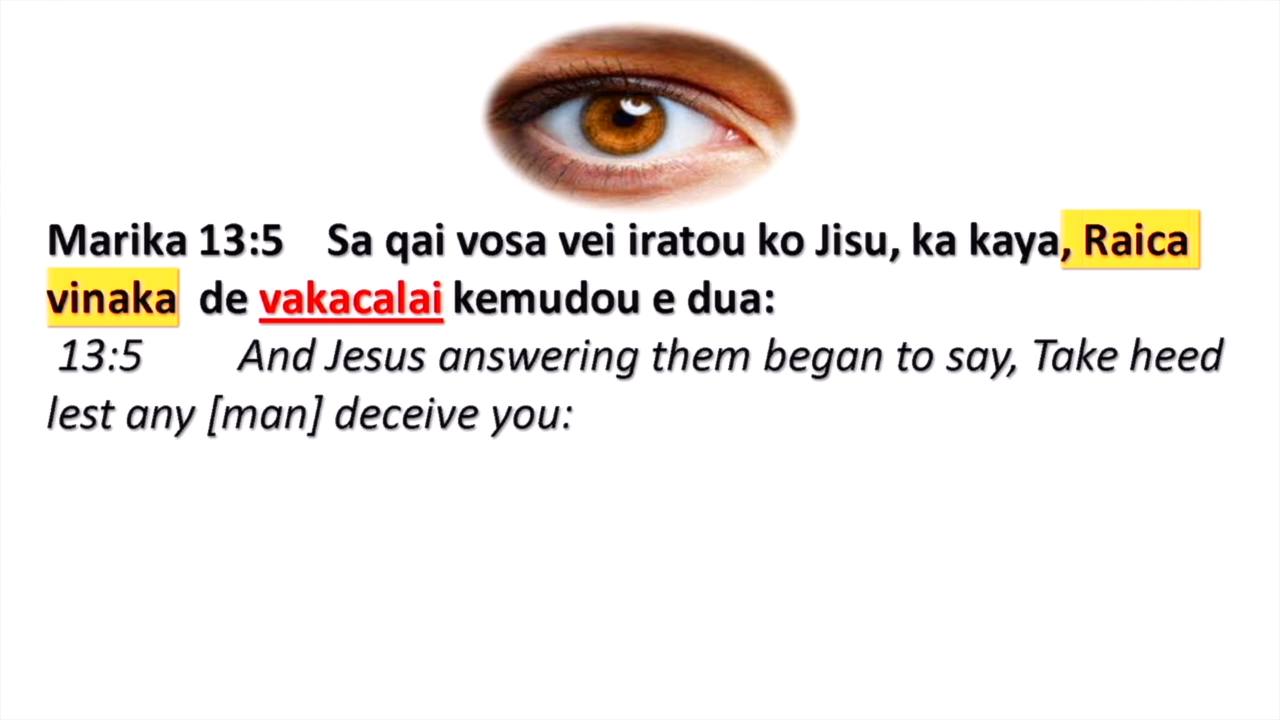 Marika 13:5 Sa qai vosa vei iratou ko Jisu, ka kaya, Raica
vinaka de vakacalai kemudou e dua:
13:5 And Jesus answering them began to say, Take heed
lest any [man] deceive you: